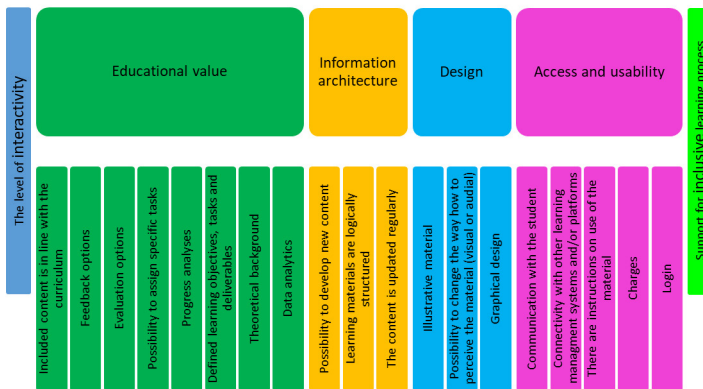 The level of interactivity
Educational value
Information
architecture
Design
Access and usability
Support for inclusive learning process
Included content is in line with the
curriculum
Feedback options
Evaluation options
Possibility to assign specific tasks
Progress analyses
Defined learning objectives, tasks and
deliverables
Theoretical background
Data analytics
Possibility to develop new content
Learning materials are logically
structured
The content is updated regularly
Illustrative material
Possibility to change the way how to
perceive the material (visual or audial)
Graphical design
Communication with the student
Connectivity with other learning
managment systems and/or platforms
There are instructions on use of the
material
Charges
Login